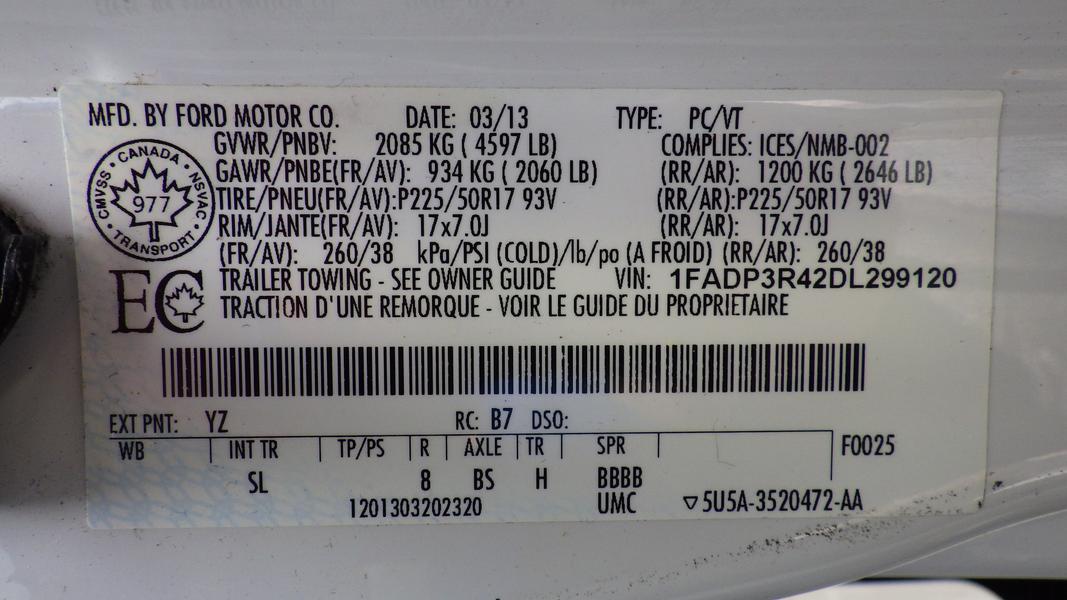 MFD. BY FORD MOTOR CO. DATE: 03/13 TYPE: PC/VT
GVWR/PNBV: 2085 KG ( 4597 LB) COMPLIES: ICES/NMB-002
GAWR/PNBE(FR/AV): 934 KG ( 2060 LB) (RR/AR): 1200 KG ( 2646 LB)
TIRE/PNEU(FR/AV):P225/50R17 93V (RR/AR):P225/50R17 93V
RIM/JANTE(FR/AV): 17x7.0J (RR/AR): 17x7.0J
(FR/AV): 260/38 kPa/PSI (COLD)/lb/po (A FROID) (RR/AR): 260/38
TRAILER TOWING - SEE OWNER GUIDE VIN: 1FADP3R42DL299120
TRACTION D'UNE REMORQUE - VOIR LE GUIDE DU PROPRIETAIRE
CANADA • NSVAC • TRANSPORT • CMVSS •
977
EC
EXT PNT: YZ RC: B7 DSO:
WB INT TR TP/PS R AXLE TR SPR F0025
SL 8 BS H BBBB
1201303202320 UMC ▽5U5A-3520472-AA